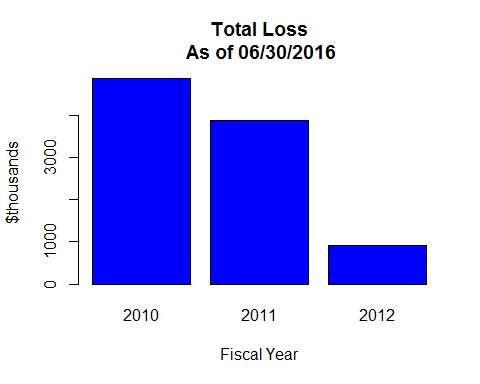 Total Loss
As of 06/30/2016
$thousands
3000
1000
0
2010 2011 2012
Fiscal Year